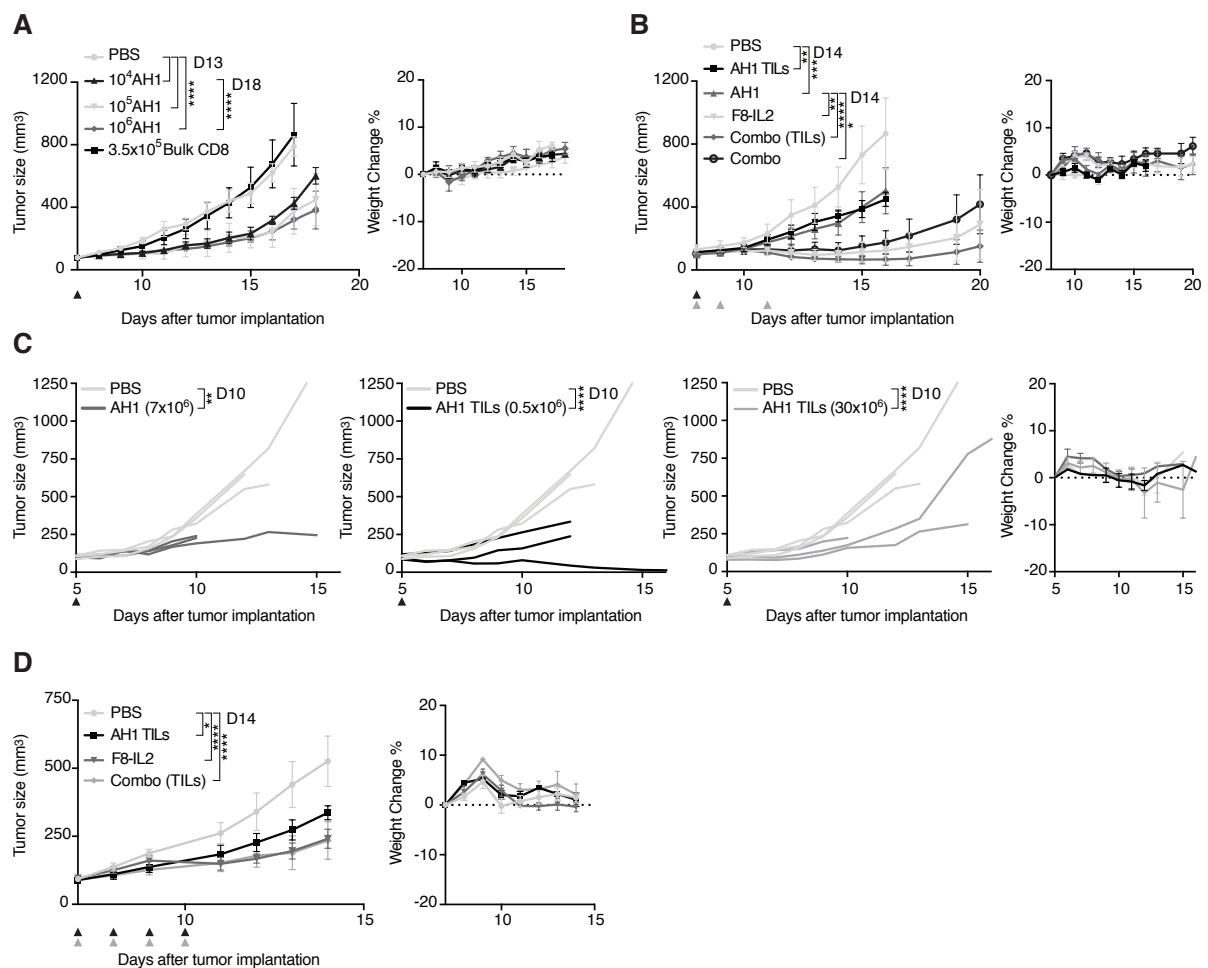 A
PBS
10⁴AH1
10⁵AH1
10⁶AH1
3.5x10⁵Bulk CD8
D13
****
D18
****
Tumor size (mm³)
1200
800
400
0
10
15
20
Days after tumor implantation
Weight Change %
20
10
0
-10
-20
10
15
B
PBS
AH1 TILs
AH1
F8-IL2
Combo (TILs)
Combo
D14
**
****
D14
**
****
*
Tumor size (mm³)
1200
800
400
0
10
15
20
Days after tumor implantation
Weight Change %
20
10
0
-10
-20
10
15
20
C
PBS
AH1 (7x10⁶)
D10
**
Tumor size (mm³)
1250
1000
750
500
250
0
5
10
15
Days after tumor implantation
PBS
AH1 TILs (0.5x10⁶)
D10
****
Tumor size (mm³)
1250
1000
750
500
250
0
5
10
15
Days after tumor implantation
PBS
AH1 TILs (30x10⁶)
D10
****
Tumor size (mm³)
1250
1000
750
500
250
0
5
10
15
Days after tumor implantation
Weight Change %
20
10
0
-10
-20
5
10
15
D
PBS
AH1 TILs
F8-IL2
Combo (TILs)
D14
*
****
****
Tumor size (mm³)
750
500
250
0
10
15
Days after tumor implantation
Weight Change %
20
10
0
-10
-20
10
15